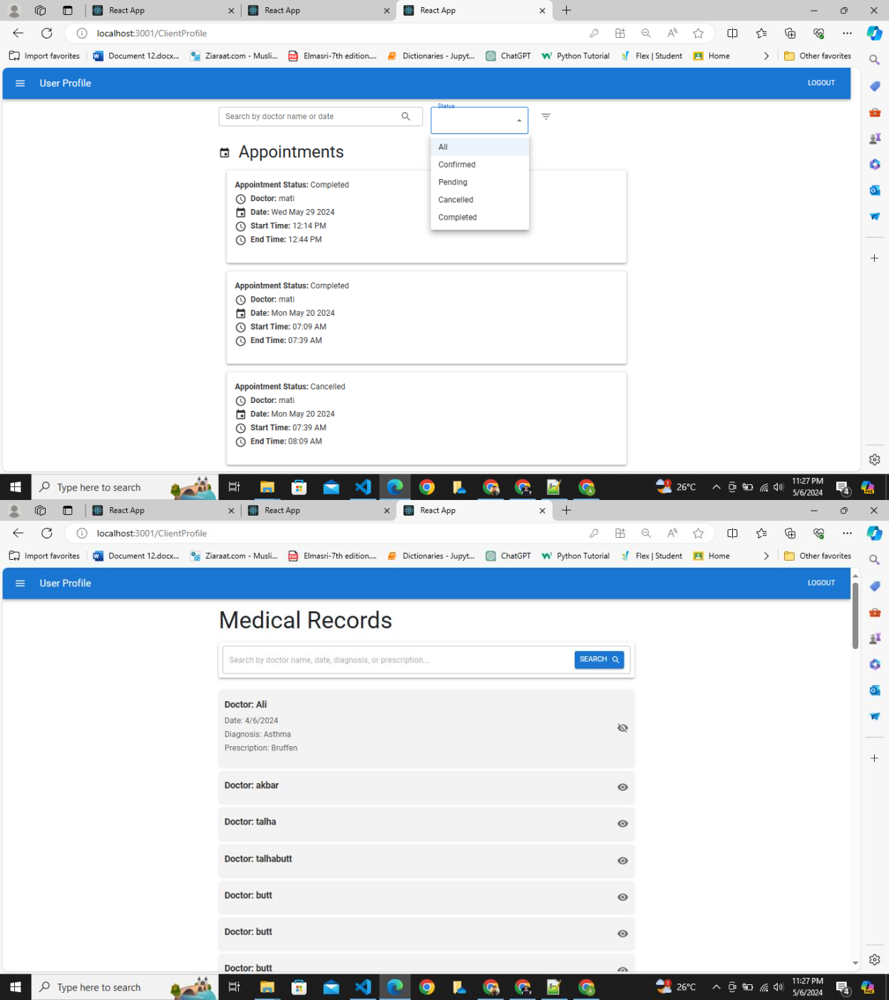 React App
React App
React App
localhost:3001/ClientProfile
Import favorites
Document 12.docx...
Ziaraat.com - Musli...
Elmasri-7th edition....
Dictionaries - Jupyt...
ChatGPT
Python Tutorial
Flex | Student
Home
Other favorites
User Profile
LOGOUT
Search by doctor name or date
Status
All
Confirmed
Pending
Cancelled
Completed
Appointments
Appointment Status: Completed
Doctor: mati
Date: Wed May 29 2024
Start Time: 12:14 PM
End Time: 12:44 PM
Appointment Status: Completed
Doctor: mati
Date: Mon May 20 2024
Start Time: 07:09 AM
End Time: 07:39 AM
Appointment Status: Cancelled
Doctor: mati
Date: Mon May 20 2024
Start Time: 07:39 AM
End Time: 08:09 AM
Type here to search
26°C
11:27 PM
5/6/2024
4
React App
React App
React App
localhost:3001/ClientProfile
Import favorites
Document 12.docx...
Ziaraat.com - Musli...
Elmasri-7th edition....
Dictionaries - Jupyt...
ChatGPT
Python Tutorial
Flex | Student
Home
Other favorites
User Profile
LOGOUT
Medical Records
Search by doctor name, date, diagnosis, or prescription...
SEARCH
Doctor: Ali
Date: 4/6/2024
Diagnosis: Asthma
Prescription: Bruffen
Doctor: akbar
Doctor: talha
Doctor: talhabutt
Doctor: butt
Doctor: butt
Doctor: butt
Type here to search
26°C
11:27 PM
5/6/2024
4